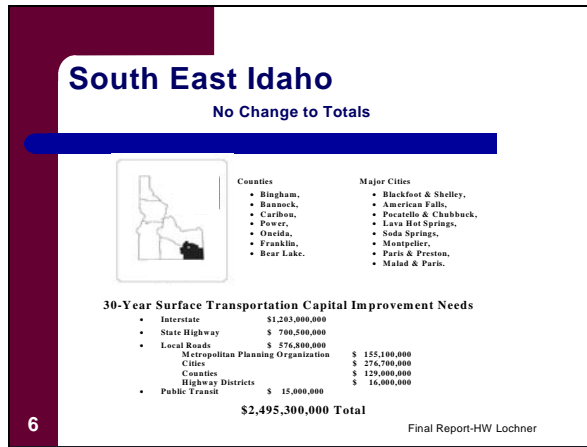 South East Idaho
No Change to Totals
Counties
• Bingham,
• Bannock,
• Caribou,
• Power,
• Oneida,
• Franklin,
• Bear Lake.
Major Cities
• Blackfoot & Shelley,
• American Falls,
• Pocatello & Chubbuck,
• Lava Hot Springs,
• Soda Springs,
• Montpelier,
• Paris & Preston,
• Malad & Paris.
30-Year Surface Transportation Capital Improvement Needs
• Interstate $1,203,000,000
• State Highway $ 700,500,000
• Local Roads $ 576,800,000
Metropolitan Planning Organization $ 155,100,000
Cities $ 276,700,000
Counties $ 129,000,000
Highway Districts $ 16,000,000
• Public Transit $ 15,000,000
$2,495,300,000 Total
6
Final Report-HW Lochner